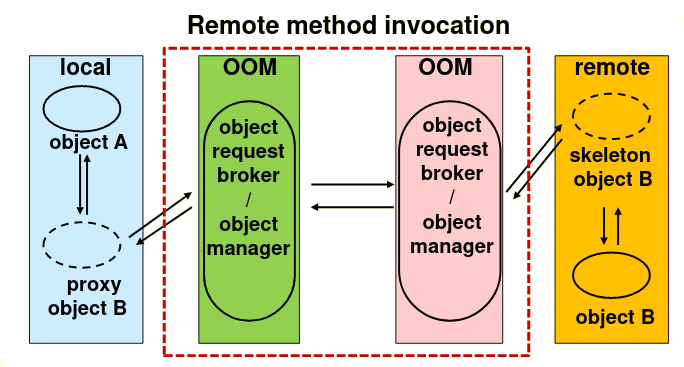 Remote method invocation
local
object A
proxy
object B
OOM
object
request
broker
/
object
manager
OOM
object
request
broker
/
object
manager
remote
skeleton
object B
object B